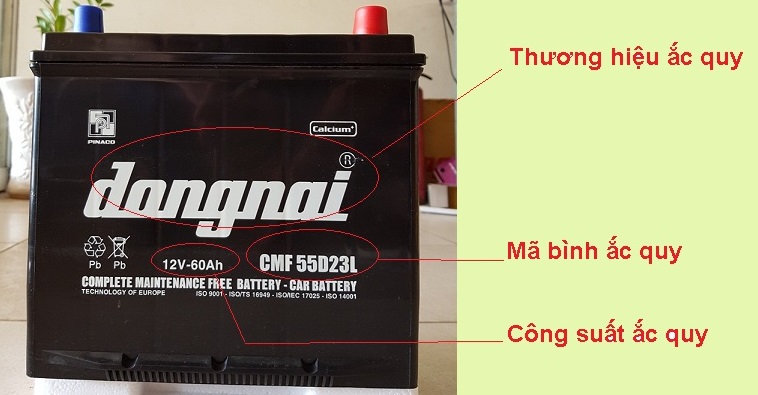 Thương hiệu ắc quy
PINACO
Calcium+
dongnai ®
Pb Pb
12V-60Ah
CMF 55D23L
Mã bình ắc quy
COMPLETE MAINTENANCE FREE BATTERY - CAR BATTERY
TECHNOLOGY OF EUROPE
ISO 9001 - ISO/TS 16949 - ISO/IEC 17025 - ISO 14001
Công suất ắc quy